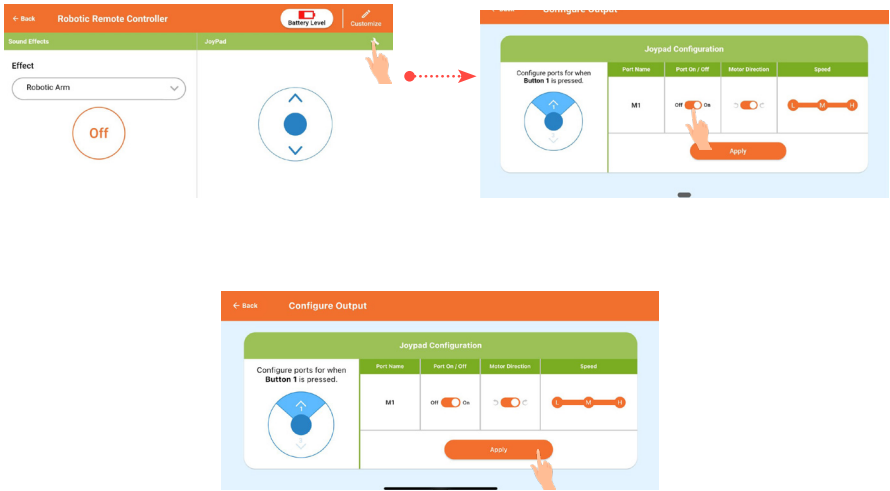 ← Back Robotic Remote Controller Battery Level Customize
Sound Effects JoyPad
Effect
Robotic Arm
Off
Configure Output
Joypad Configuration
Configure ports for when
Button 1 is pressed.
Port Name Port On / Off Motor Direction Speed
1
M1 Off On L M H
Apply
← Back Configure Output
Joypad Configuration
Configure ports for when
Button 1 is pressed.
Port Name Port On / Off Motor Direction Speed
1
M1 Off On L M H
Apply